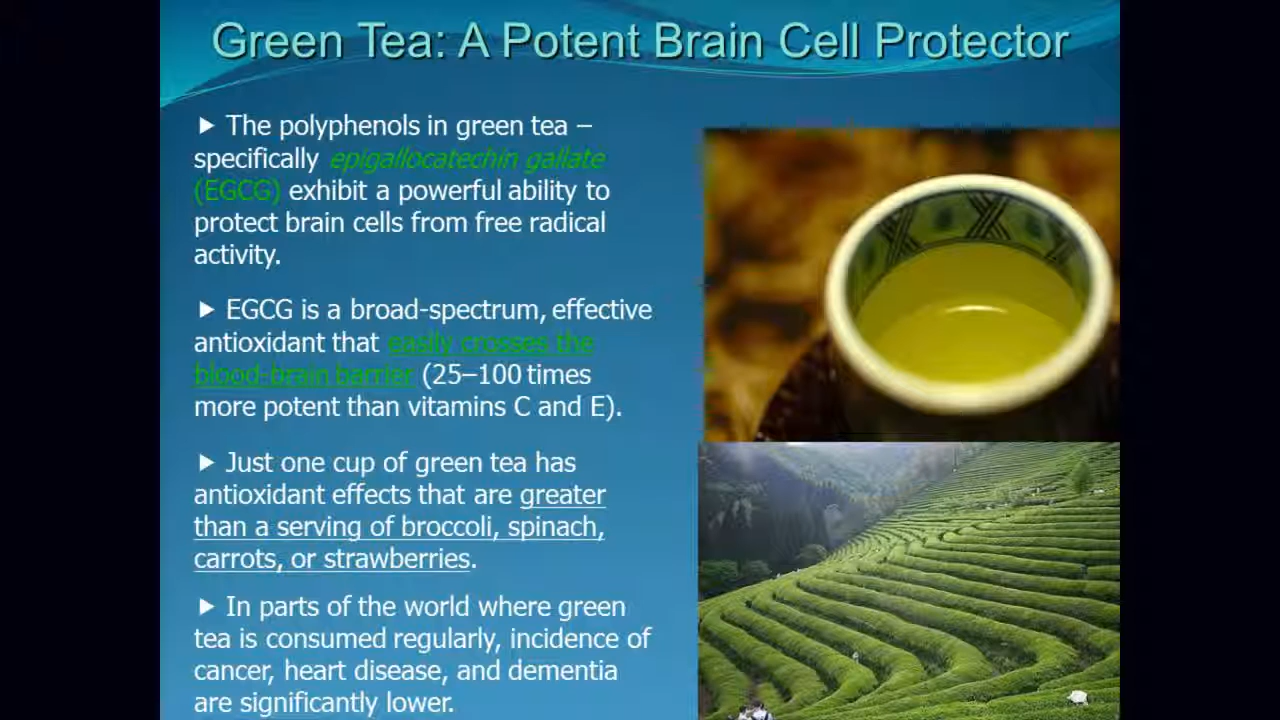 Green Tea: A Potent Brain Cell Protector
► The polyphenols in green tea –
specifically epigallocatechin gallate
(EGCG) exhibit a powerful ability to
protect brain cells from free radical
activity.
► EGCG is a broad-spectrum, effective
antioxidant that easily crosses the
blood-brain barrier (25–100 times
more potent than vitamins C and E).
► Just one cup of green tea has
antioxidant effects that are greater
than a serving of broccoli, spinach,
carrots, or strawberries.
► In parts of the world where green
tea is consumed regularly, incidence of
cancer, heart disease, and dementia
are significantly lower.